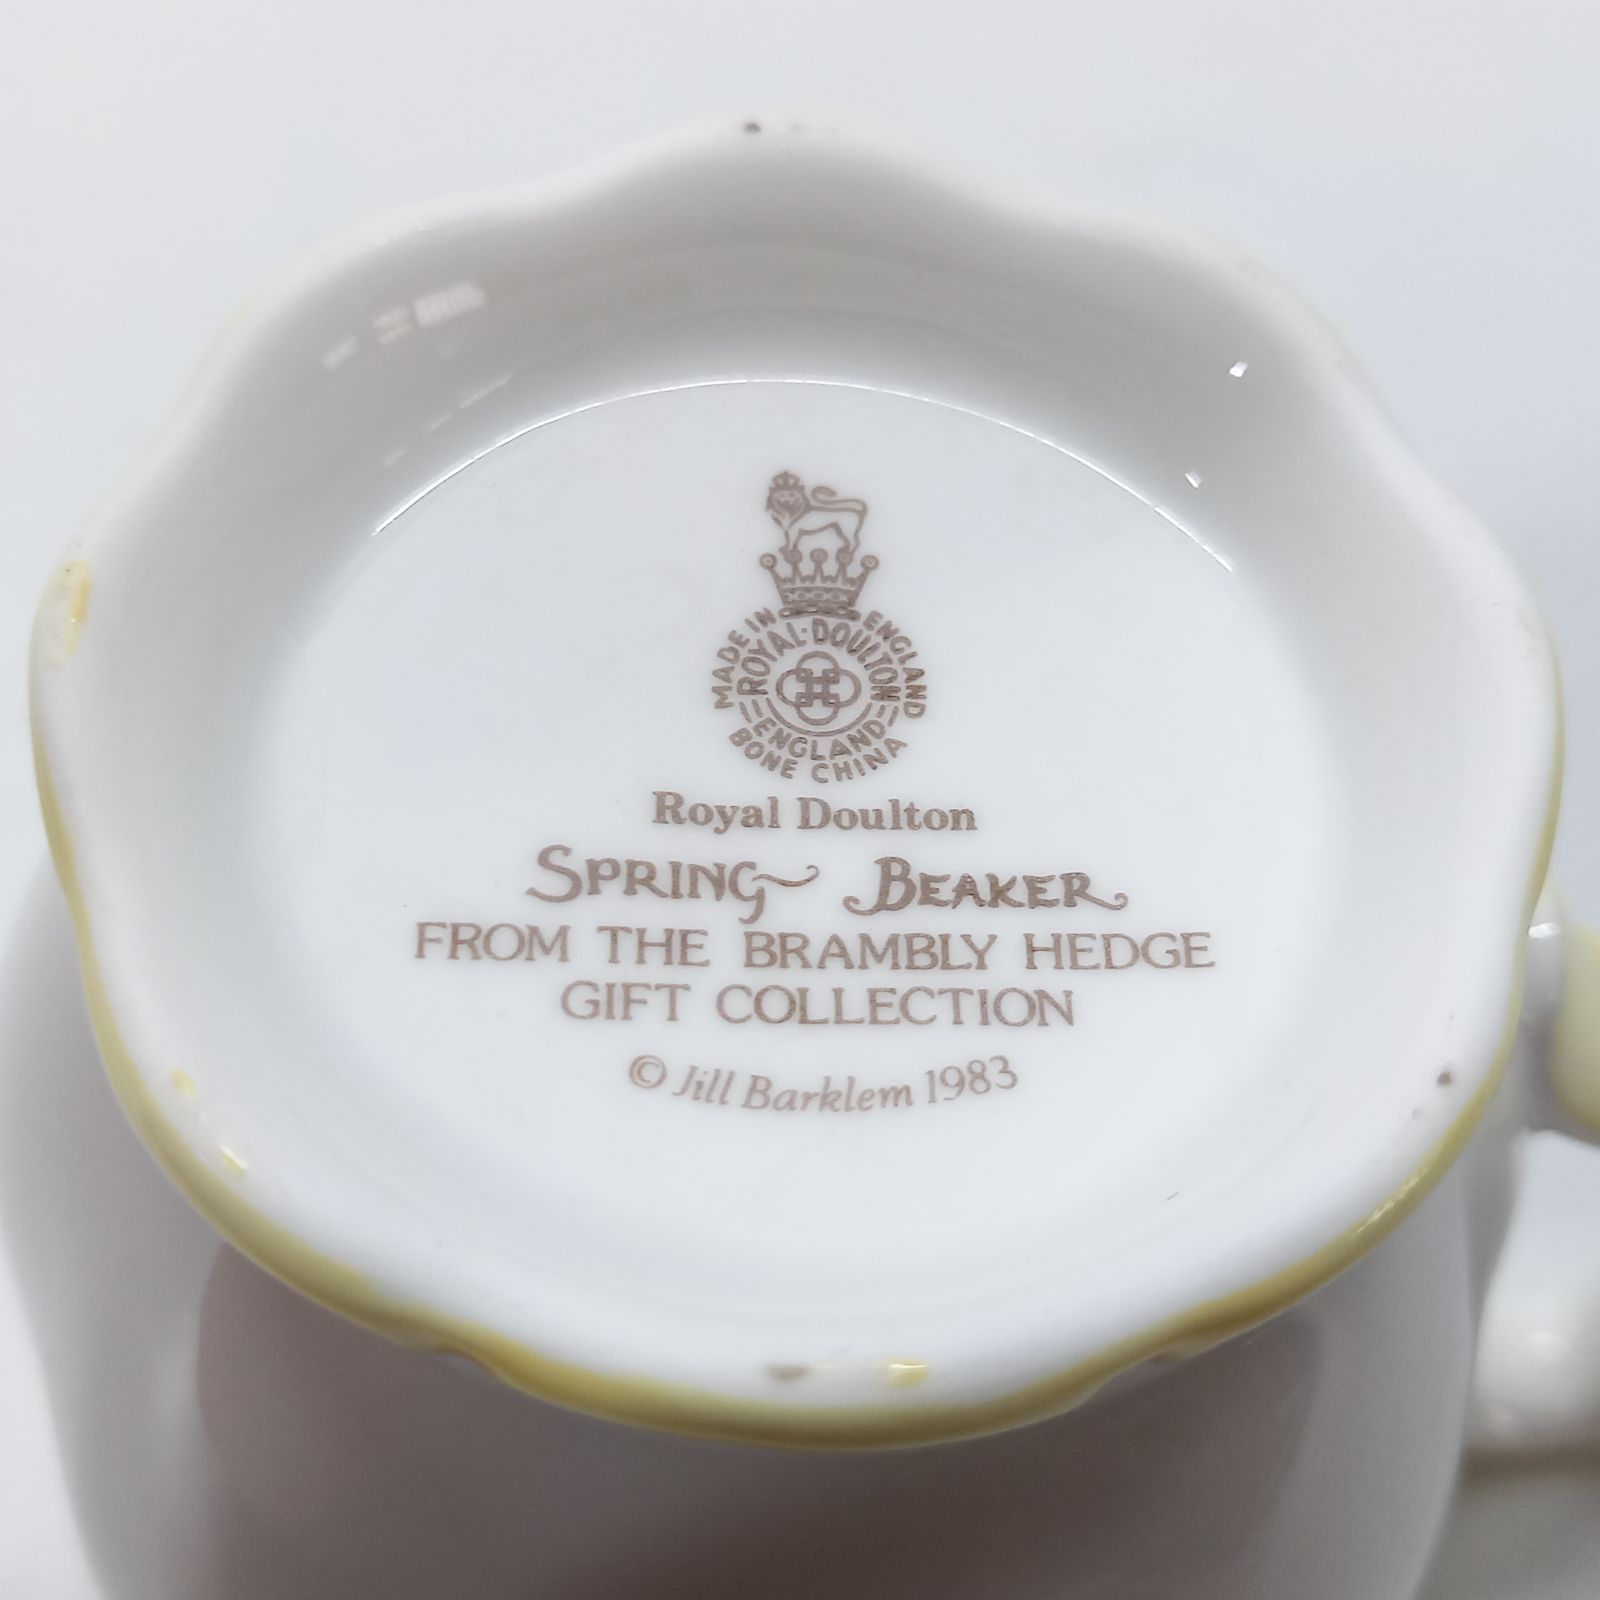 MADE IN ENGLAND
ROYAL·DOULTON
ENGLAND
BONE CHINA
Royal Doulton
SPRING BEAKER
FROM THE BRAMBLY HEDGE
GIFT COLLECTION
© Jill Barklem 1983